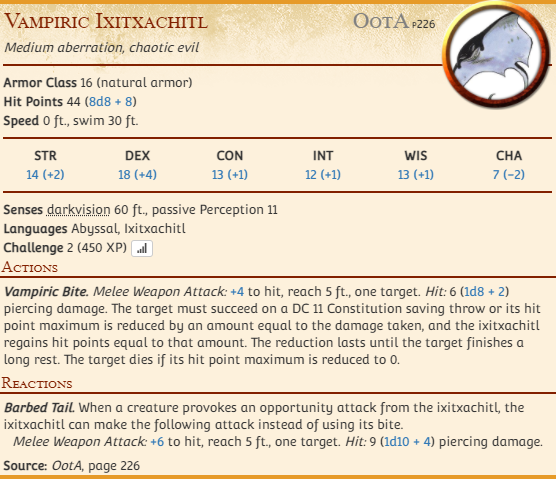 Vampiric Ixitxachitl OotA p226
Medium aberration, chaotic evil
Armor Class 16 (natural armor)
Hit Points 44 (8d8 + 8)
Speed 0 ft., swim 30 ft.
STR DEX CON INT WIS CHA
14 (+2) 18 (+4) 13 (+1) 12 (+1) 13 (+1) 7 (−2)
Senses darkvision 60 ft., passive Perception 11
Languages Abyssal, Ixitxachitl
Challenge 2 (450 XP)
Actions
Vampiric Bite. Melee Weapon Attack: +4 to hit, reach 5 ft., one target. Hit: 6 (1d8 + 2)
piercing damage. The target must succeed on a DC 11 Constitution saving throw or its hit
point maximum is reduced by an amount equal to the damage taken, and the ixitxachitl
regains hit points equal to that amount. The reduction lasts until the target finishes a
long rest. The target dies if its hit point maximum is reduced to 0.
Reactions
Barbed Tail. When a creature provokes an opportunity attack from the ixitxachitl, the
ixitxachitl can make the following attack instead of using its bite.
Melee Weapon Attack: +6 to hit, reach 5 ft., one target. Hit: 9 (1d10 + 4) piercing damage.
Source: OotA, page 226